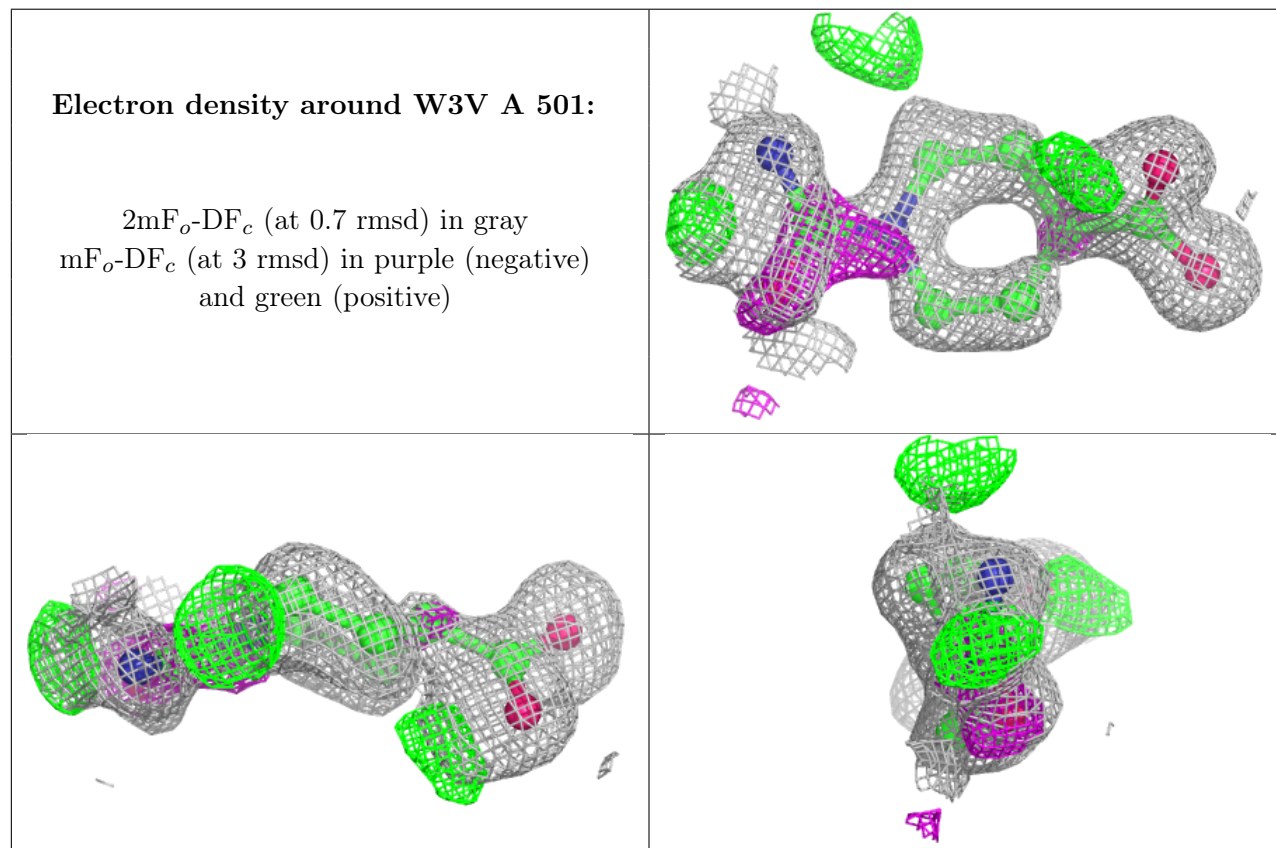 Electron density around W3V A 501:
2mFo-DFc (at 0.7 rmsd) in gray
mFo-DFc (at 3 rmsd) in purple (negative)
and green (positive)